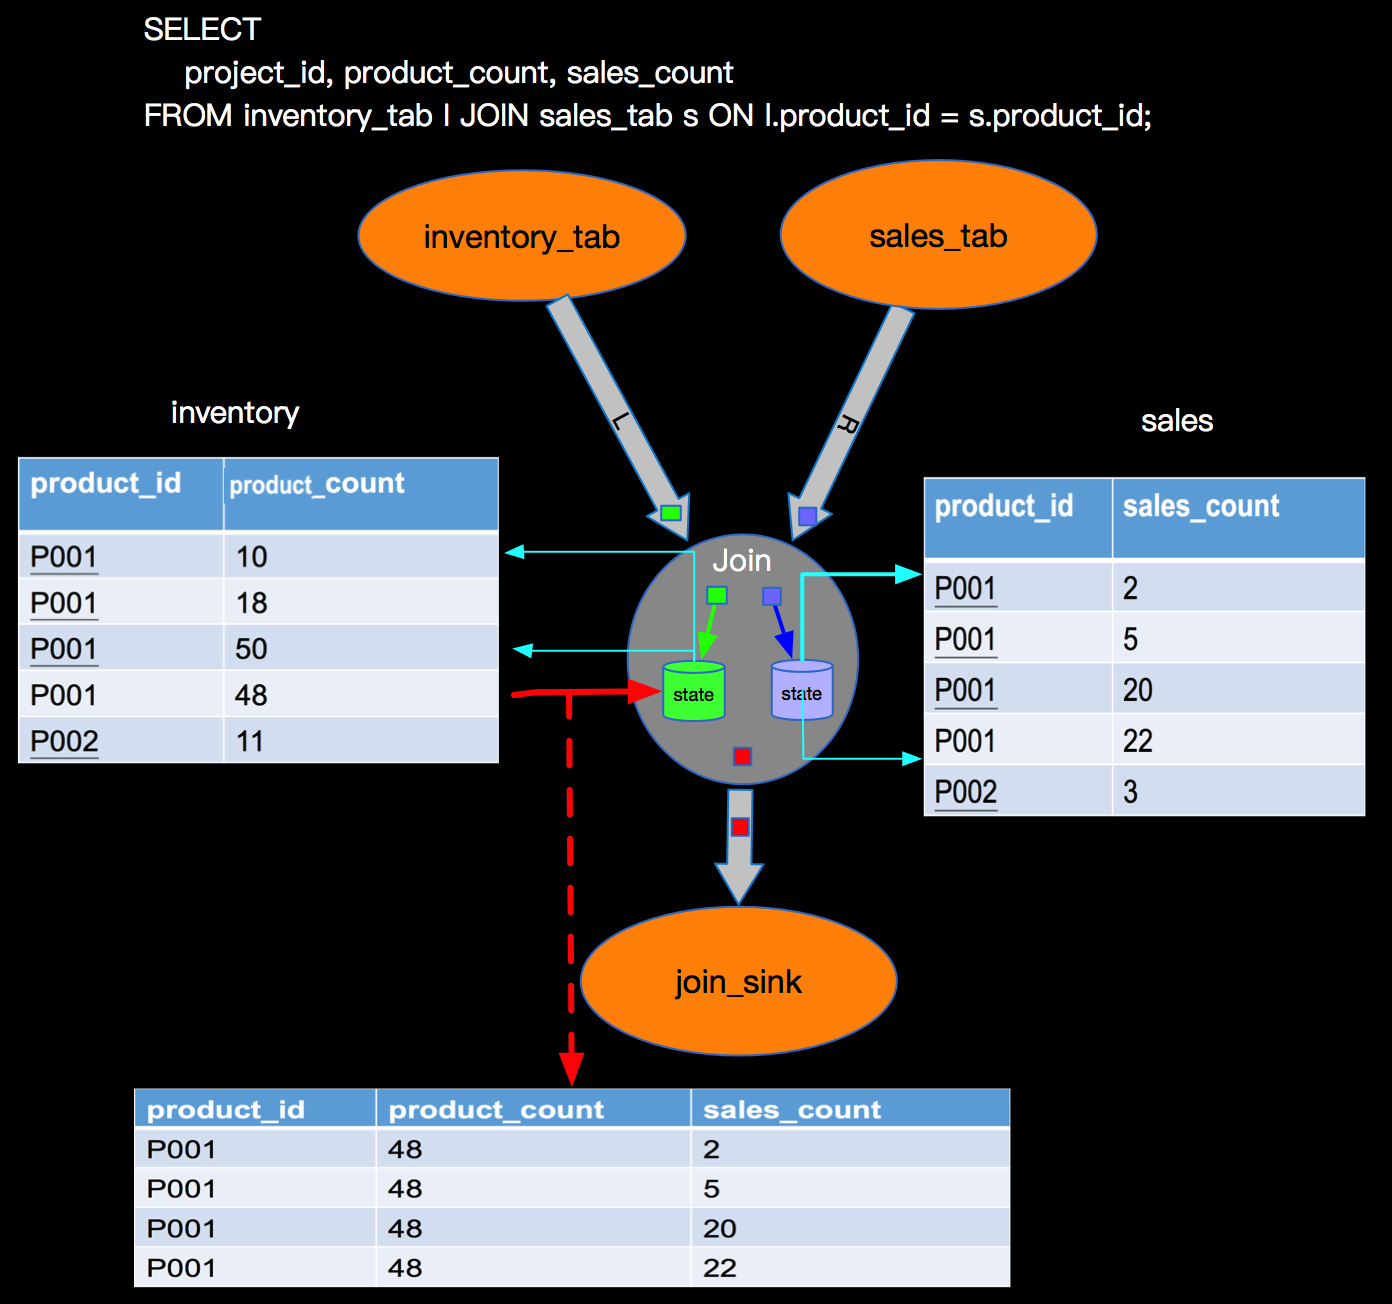 SELECT
project_id, product_count, sales_count
FROM inventory_tab I JOIN sales_tab s ON I.product_id = s.product_id;
inventory_tab
sales_tab
L
R
inventory
product_id product_count
P001 10
P001 18
P001 50
P001 48
P002 11
Join
state
state
sales
product_id sales_count
P001 2
P001 5
P001 20
P001 22
P002 3
join_sink
product_id product_count sales_count
P001 48 2
P001 48 5
P001 48 20
P001 48 22